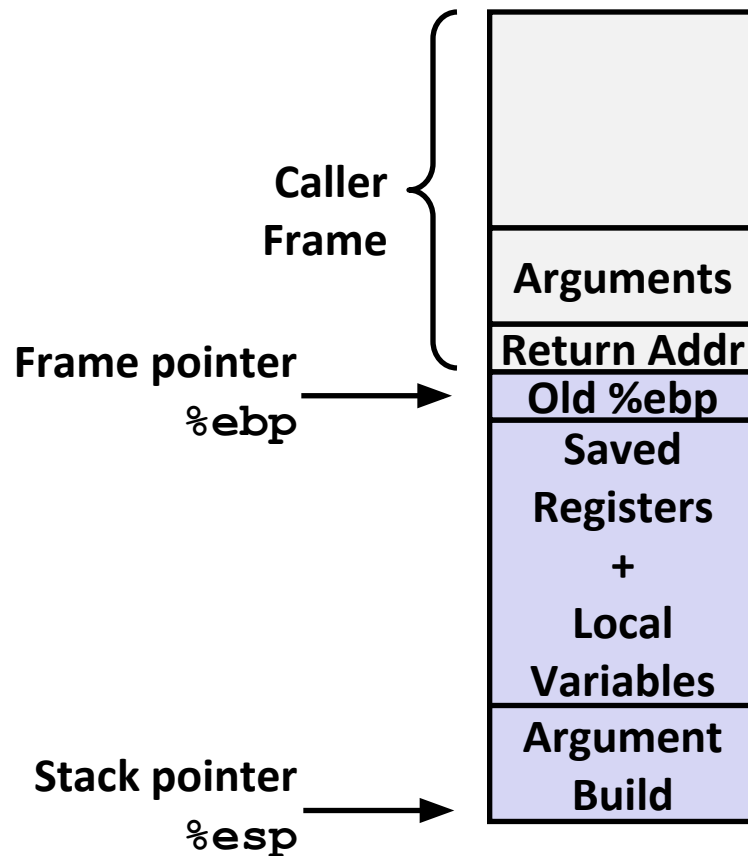 Caller
Frame
Arguments
Return Addr
Frame pointer
%ebp
Old %ebp
Saved
Registers
+
Local
Variables
Argument
Build
Stack pointer
%esp